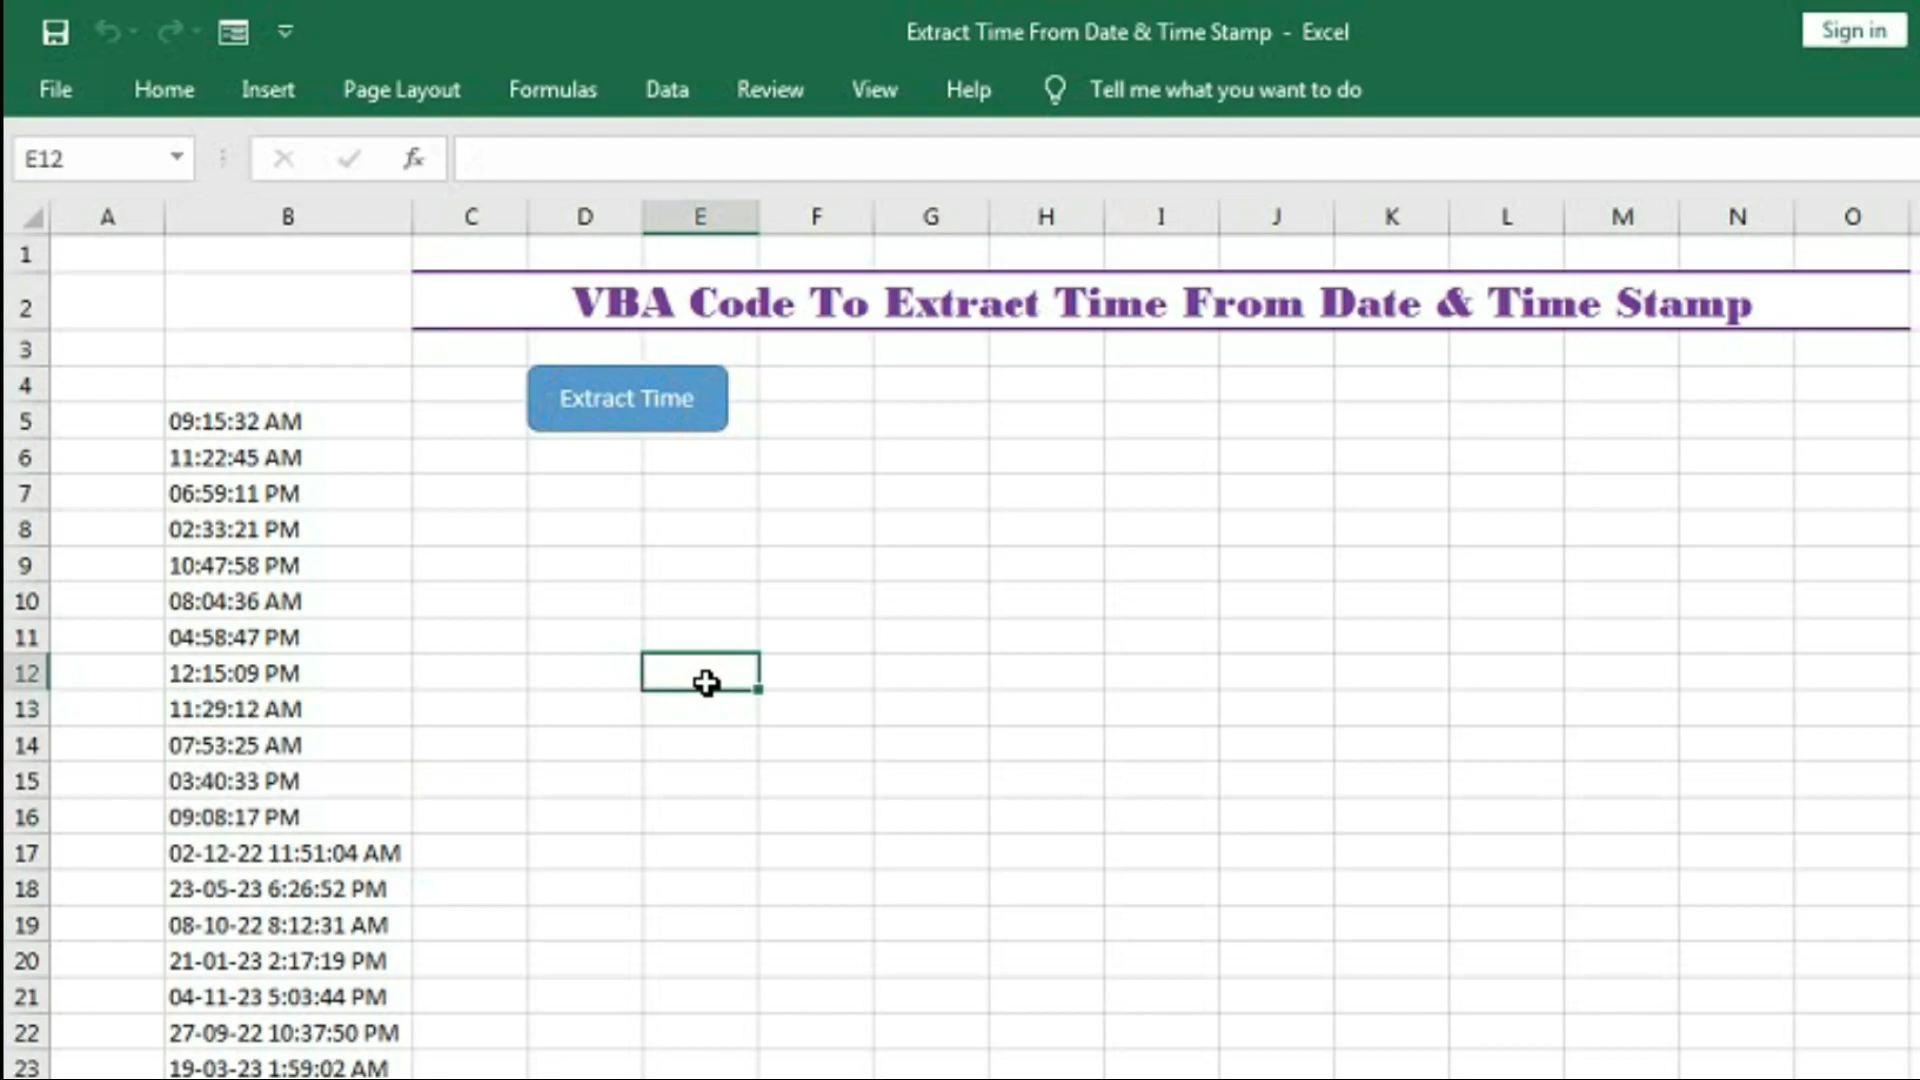 Extract Time From Date & Time Stamp - Excel
Sign in
File Home Insert Page Layout Formulas Data Review View Help Tell me what you want to do
E12 fx
A B C D E F G H I J K L M N O
1
2 VBA Code To Extract Time From Date & Time Stamp
3
4 Extract Time
5 09:15:32 AM
6 11:22:45 AM
7 06:59:11 PM
8 02:33:21 PM
9 10:47:58 PM
10 08:04:36 AM
11 04:58:47 PM
12 12:15:09 PM
13 11:29:12 AM
14 07:53:25 AM
15 03:40:33 PM
16 09:08:17 PM
17 02-12-22 11:51:04 AM
18 23-05-23 6:26:52 PM
19 08-10-22 8:12:31 AM
20 21-01-23 2:17:19 PM
21 04-11-23 5:03:44 PM
22 27-09-22 10:37:50 PM
23 19-03-23 1:59:02 AM